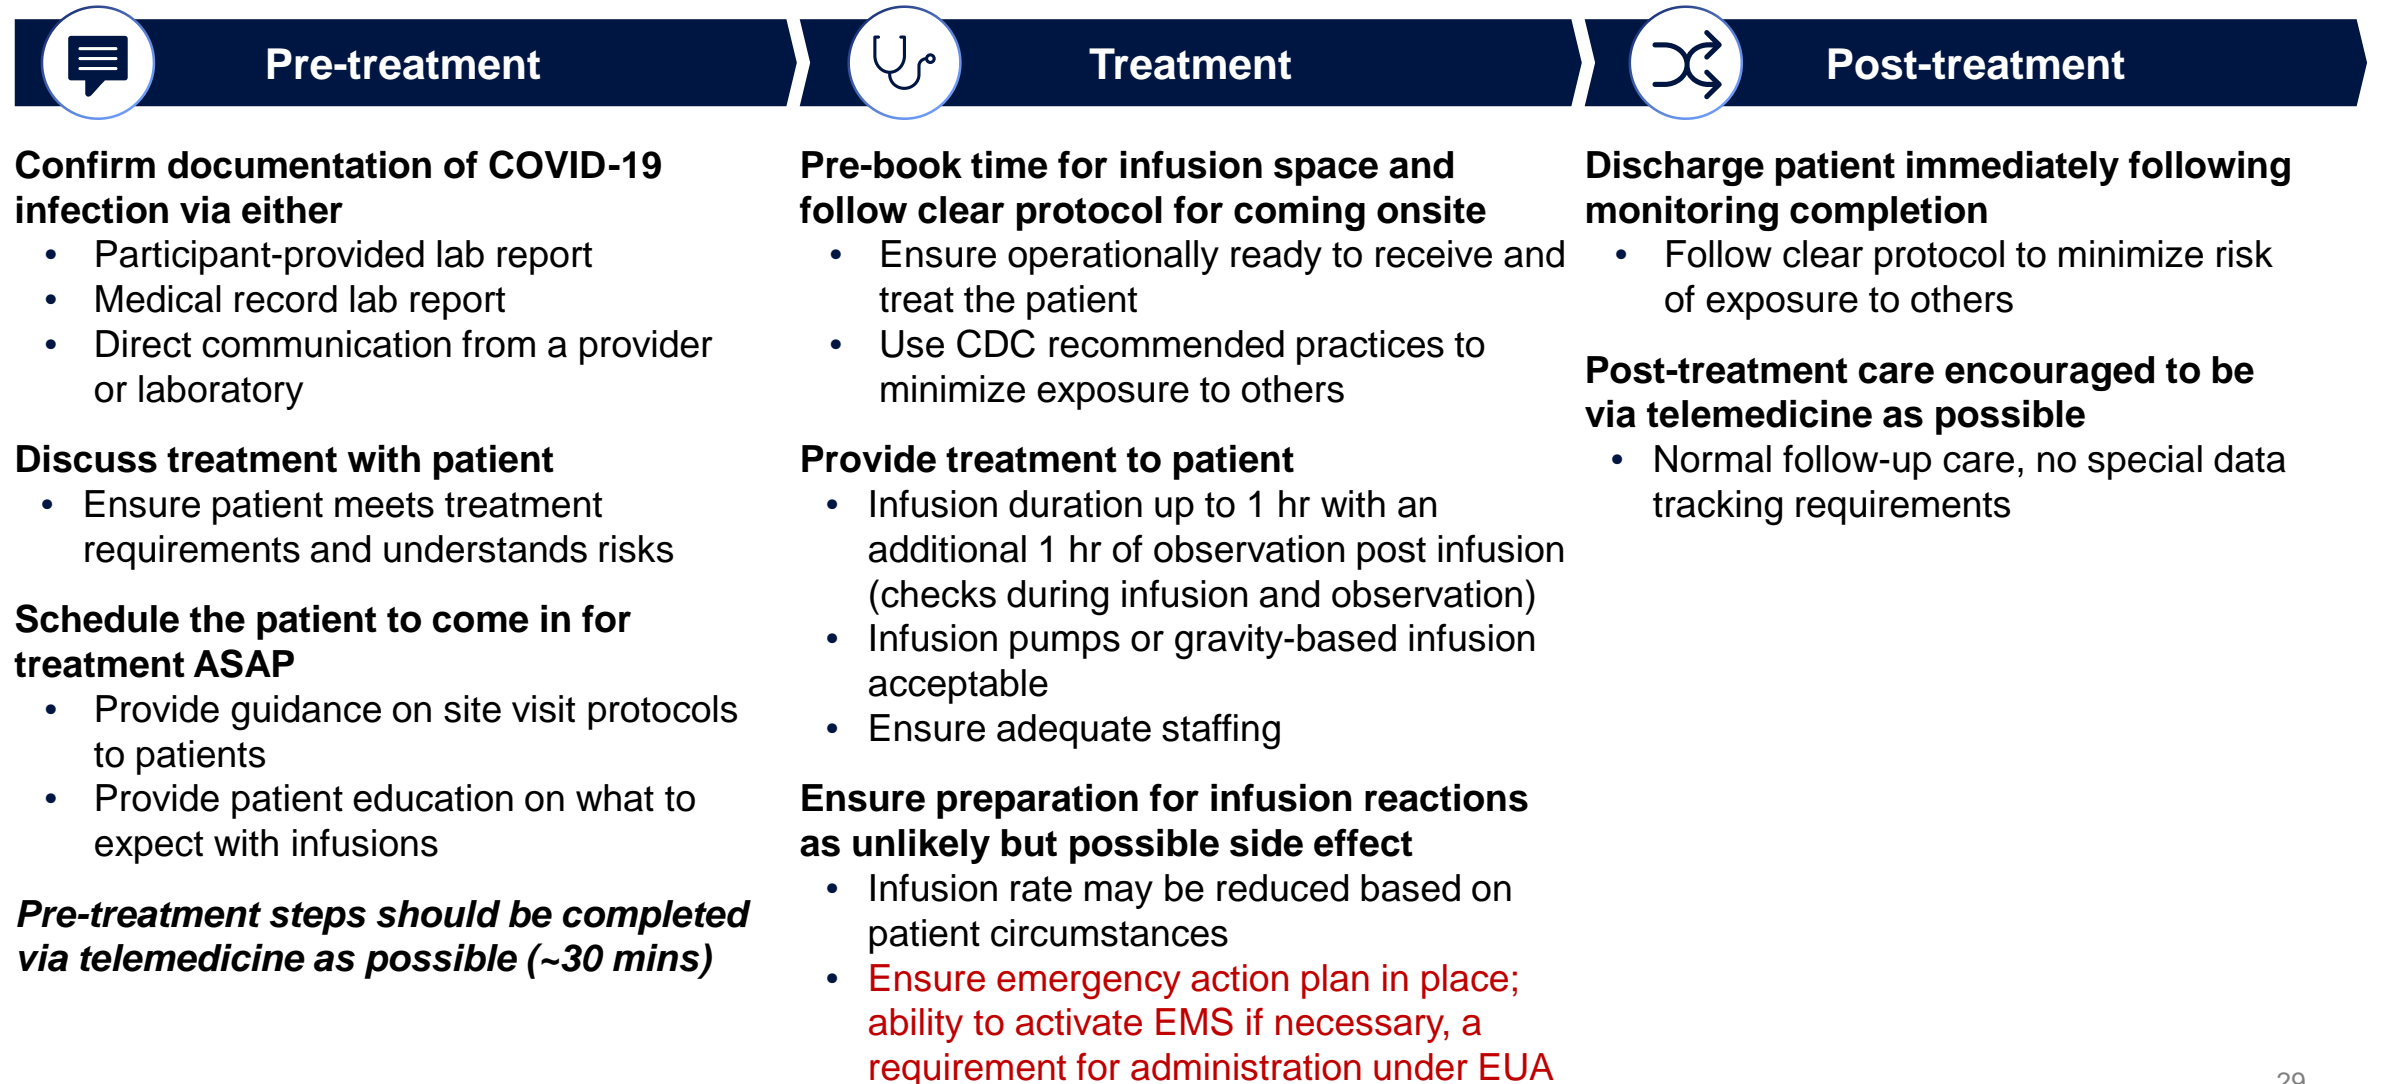 Pre-treatment
Confirm documentation of COVID-19
infection via either
• Participant-provided lab report
• Medical record lab report
• Direct communication from a provider
or laboratory
Discuss treatment with patient
• Ensure patient meets treatment
requirements and understands risks
Schedule the patient to come in for
treatment ASAP
• Provide guidance on site visit protocols
to patients
• Provide patient education on what to
expect with infusions
Pre-treatment steps should be completed
via telemedicine as possible (~30 mins)
Treatment
Pre-book time for infusion space and
follow clear protocol for coming onsite
• Ensure operationally ready to receive and
treat the patient
• Use CDC recommended practices to
minimize exposure to others
Provide treatment to patient
• Infusion duration up to 1 hr with an
additional 1 hr of observation post infusion
(checks during infusion and observation)
• Infusion pumps or gravity-based infusion
acceptable
• Ensure adequate staffing
Ensure preparation for infusion reactions
as unlikely but possible side effect
• Infusion rate may be reduced based on
patient circumstances
• Ensure emergency action plan in place;
ability to activate EMS if necessary, a
requirement for administration under EUA
Post-treatment
Discharge patient immediately following
monitoring completion
• Follow clear protocol to minimize risk
of exposure to others
Post-treatment care encouraged to be
via telemedicine as possible
• Normal follow-up care, no special data
tracking requirements
29